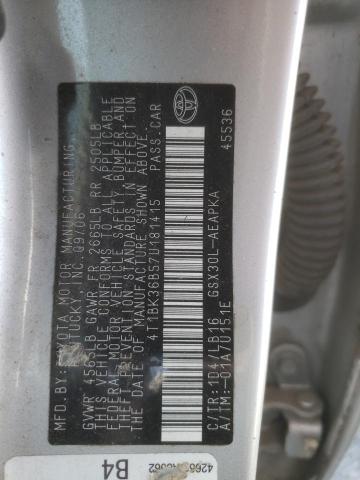 MFD.BY: TOYOTA MOTOR MANUFACTURING,
KENTUCKY, INC. 09/06
GVWR 4565LB GAWR FR 2665LB RR 2505LB
THIS VEHICLE CONFORMS TO ALL APPLICABLE
FEDERAL MOTOR VEHICLE SAFETY, BUMPER AND
THEFT PREVENTION STANDARDS IN EFFECT ON
THE DATE OF MANUFACTURE SHOWN ABOVE.
4T1BK36B57U181415 PASS.CAR
C/TR:1D4/LB16 GSX30L-AEAPKA
A/TM:-01A/U151E 45536
B4